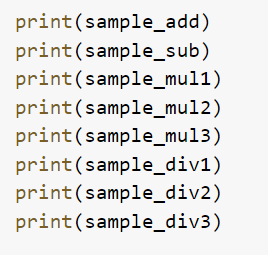 print(sample_add)
print(sample_sub)
print(sample_mul1)
print(sample_mul2)
print(sample_mul3)
print(sample_div1)
print(sample_div2)
print(sample_div3)